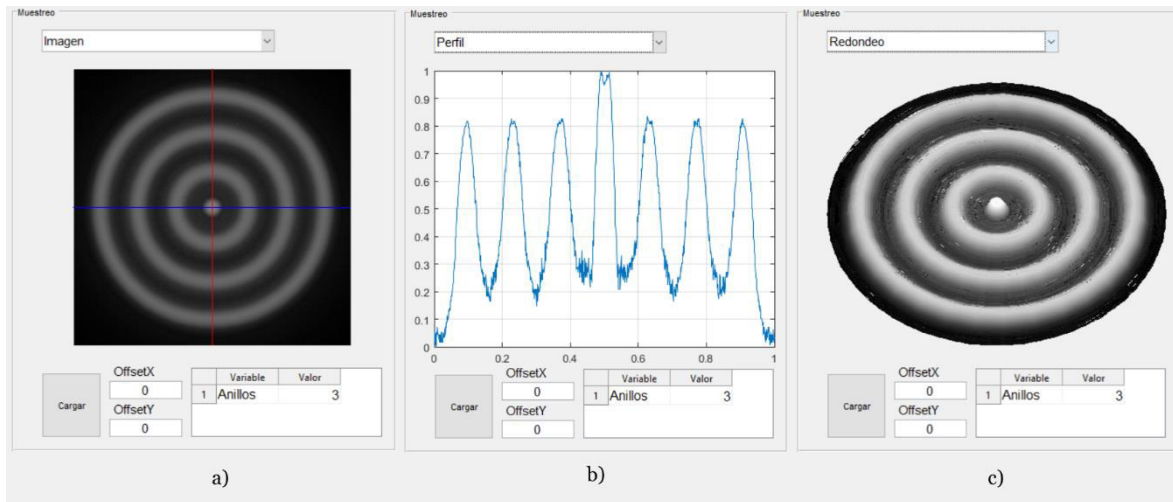 Muestreo
Imagen
Cargar
OffsetX
0
OffsetY
0
Variable Valor
1 Anillos 3
a)
Muestreo
Perfil
1
0.9
0.8
0.7
0.6
0.5
0.4
0.3
0.2
0.1
0
0 0.2 0.4 0.6 0.8 1
Cargar
OffsetX
0
OffsetY
0
Variable Valor
1 Anillos 3
b)
Muestreo
Redondeo
Cargar
OffsetX
0
OffsetY
0
Variable Valor
1 Anillos 3
c)